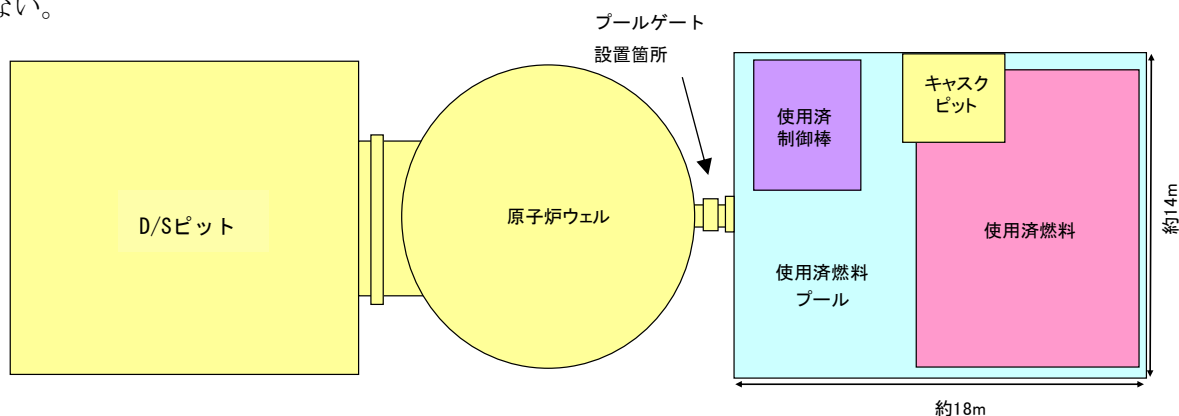 ない。
プールゲート
設置箇所
キャスク
ピット
使用済
制御棒
D/Sピット
原子炉ウェル
使用済燃料
使用済燃料
プール
約14m
約18m